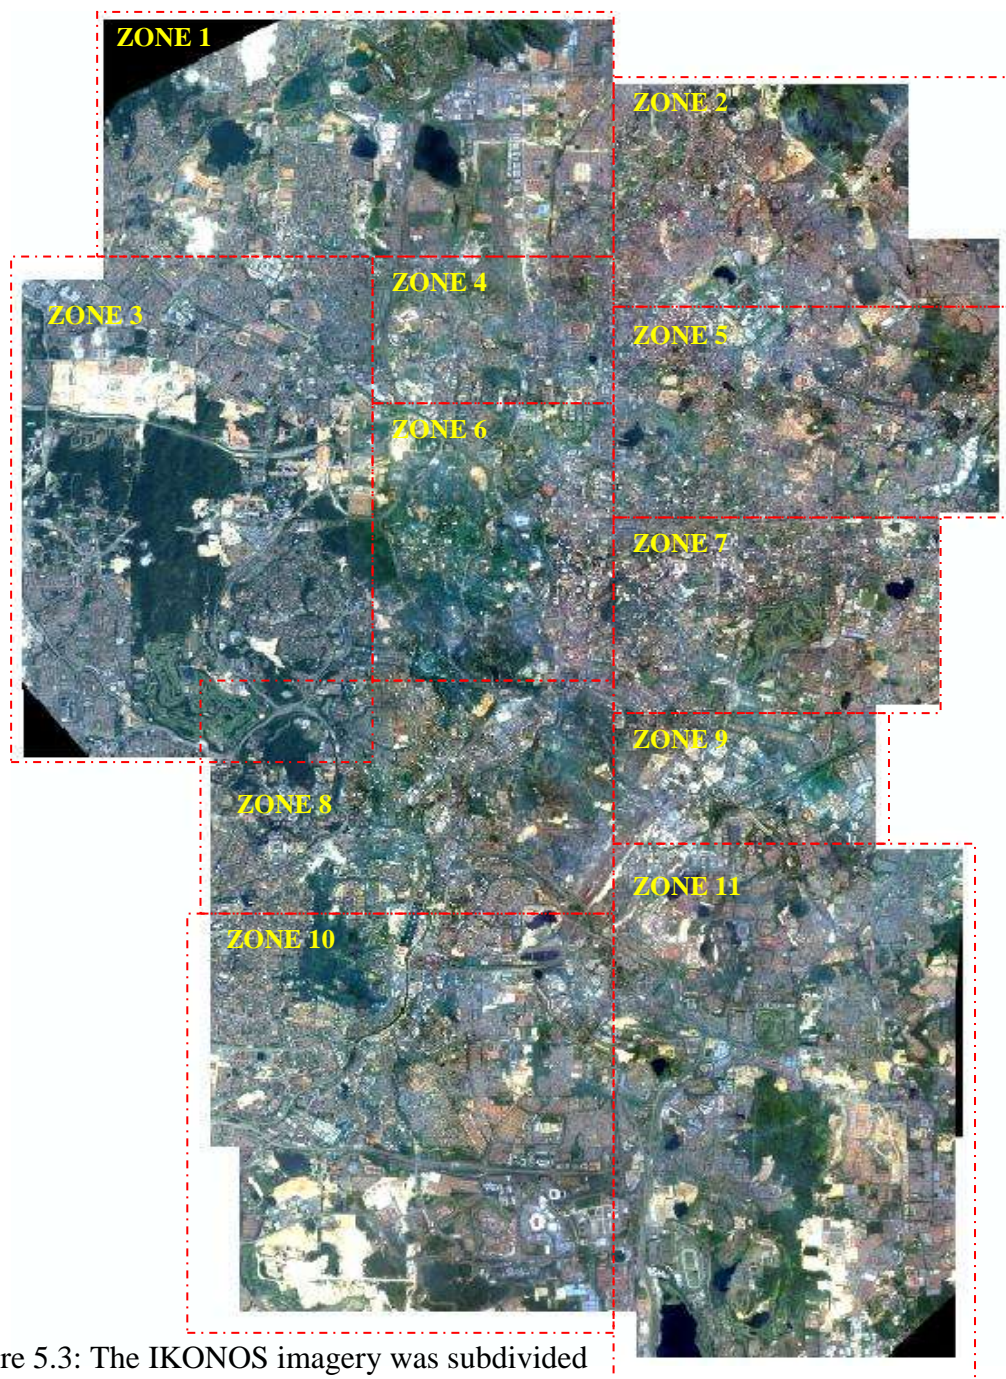 ZONE 1
ZONE 2
ZONE 4
ZONE 3
ZONE 5
ZONE 6
ZONE 7
ZONE 9
ZONE 8
ZONE 11
ZONE 10
re 5.3: The IKONOS imagery was subdivided